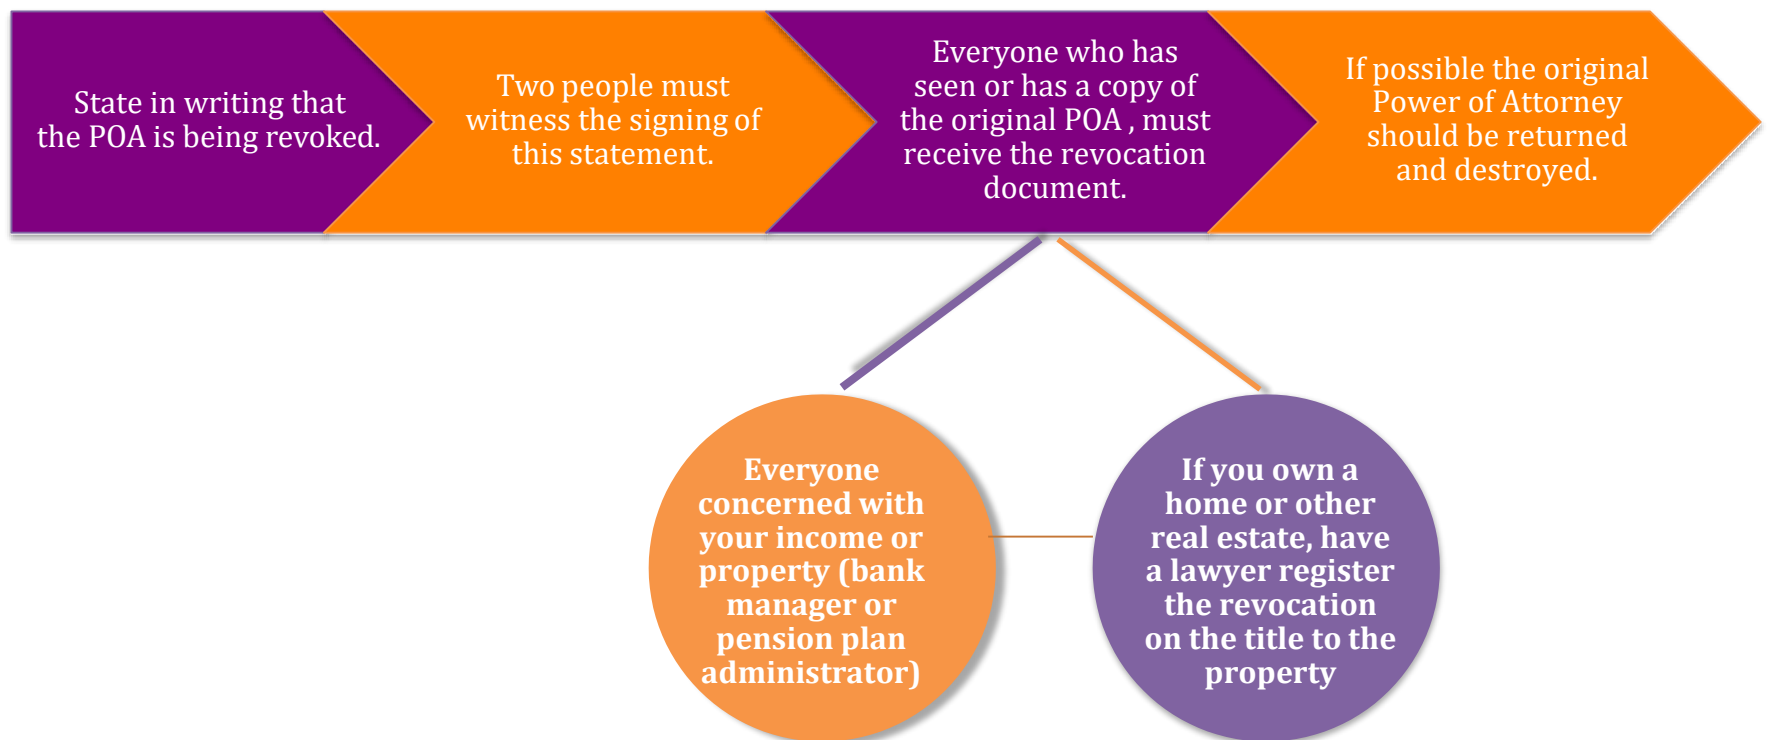 State in writing that
the POA is being revoked.
Two people must
witness the signing of
this statement.
Everyone who has
seen or has a copy of
the original POA , must
receive the revocation
document.
If possible the original
Power of Attorney
should be returned
and destroyed.
Everyone
concerned with
your income or
property (bank
manager or
pension plan
administrator)
If you own a
home or other
real estate, have
a lawyer register
the revocation
on the title to the
property